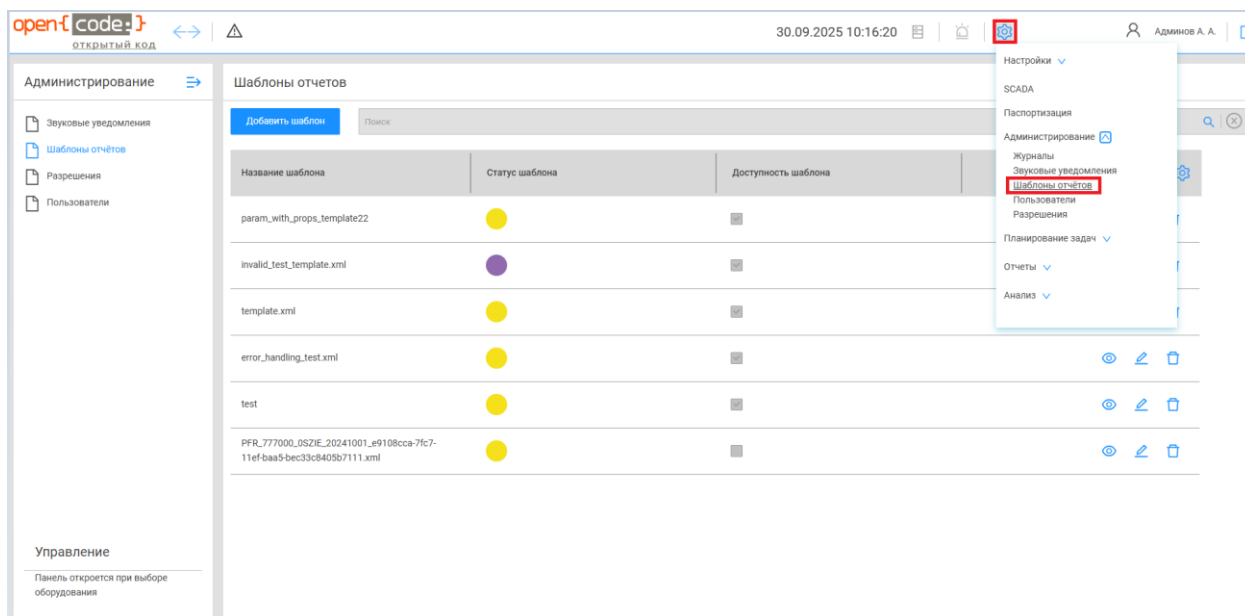 open{ code: }
открытый код
30.09.2025 10:16:20
Админов А. А.
Настройки
SCADA
Паспортизация
Администрирование
Журналы
Звуковые уведомления
Шаблоны отчётов
Пользователи
Разрешения
Планирование задач
Отчеты
Анализ
Администрирование
Звуковые уведомления
Шаблоны отчётов
Разрешения
Пользователи
Шаблоны отчетов
Добавить шаблон
Поиск
Название шаблона Статус шаблона Доступность шаблона
param_with_props_template22
invalid_test_template.xml
template.xml
error_handling_test.xml
test
PFR_777000_0SZIE_20241001_e9108cca-7fc7-
11ef-baa5-bec33c8405b7111.xml
Управление
Панель откроется при выборе
оборудования